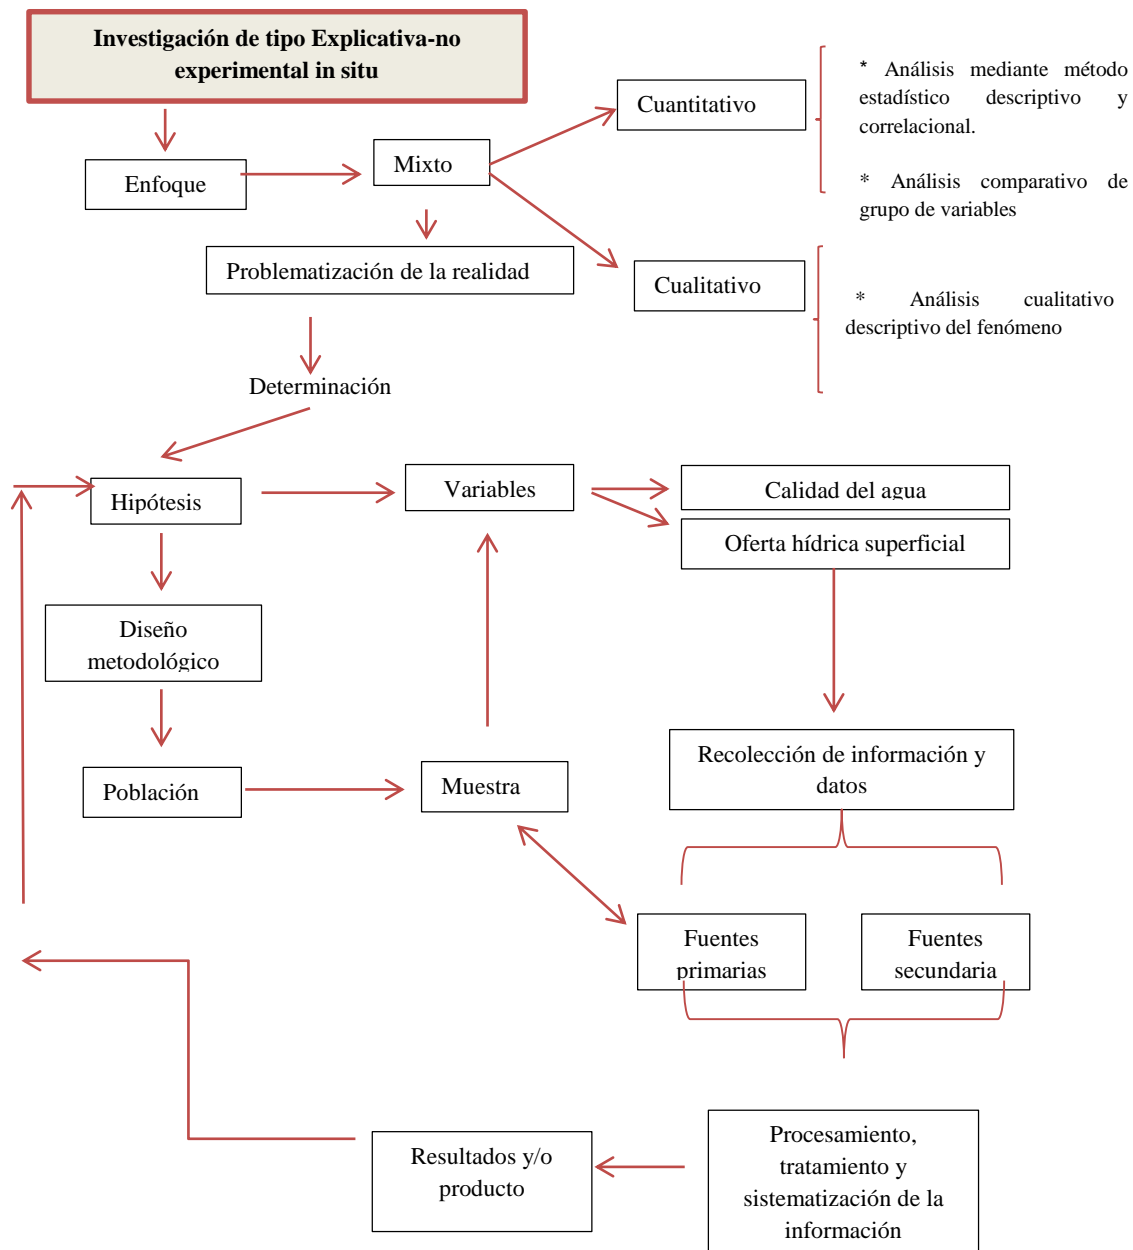 Investigación de tipo Explicativa-no
experimental in situ
Cuantitativo
* Análisis mediante método
estadístico descriptivo y
correlacional.
* Análisis comparativo de
grupo de variables
Enfoque
Mixto
Problematización de la realidad
Cualitativo
* Análisis cualitativo
descriptivo del fenómeno
Determinación
Hipótesis
Variables
Calidad del agua
Oferta hídrica superficial
Diseño
metodológico
Población
Muestra
Recolección de información y
datos
Fuentes
primarias
Fuentes
secundaria
Resultados y/o
producto
Procesamiento,
tratamiento y
sistematización de la
información